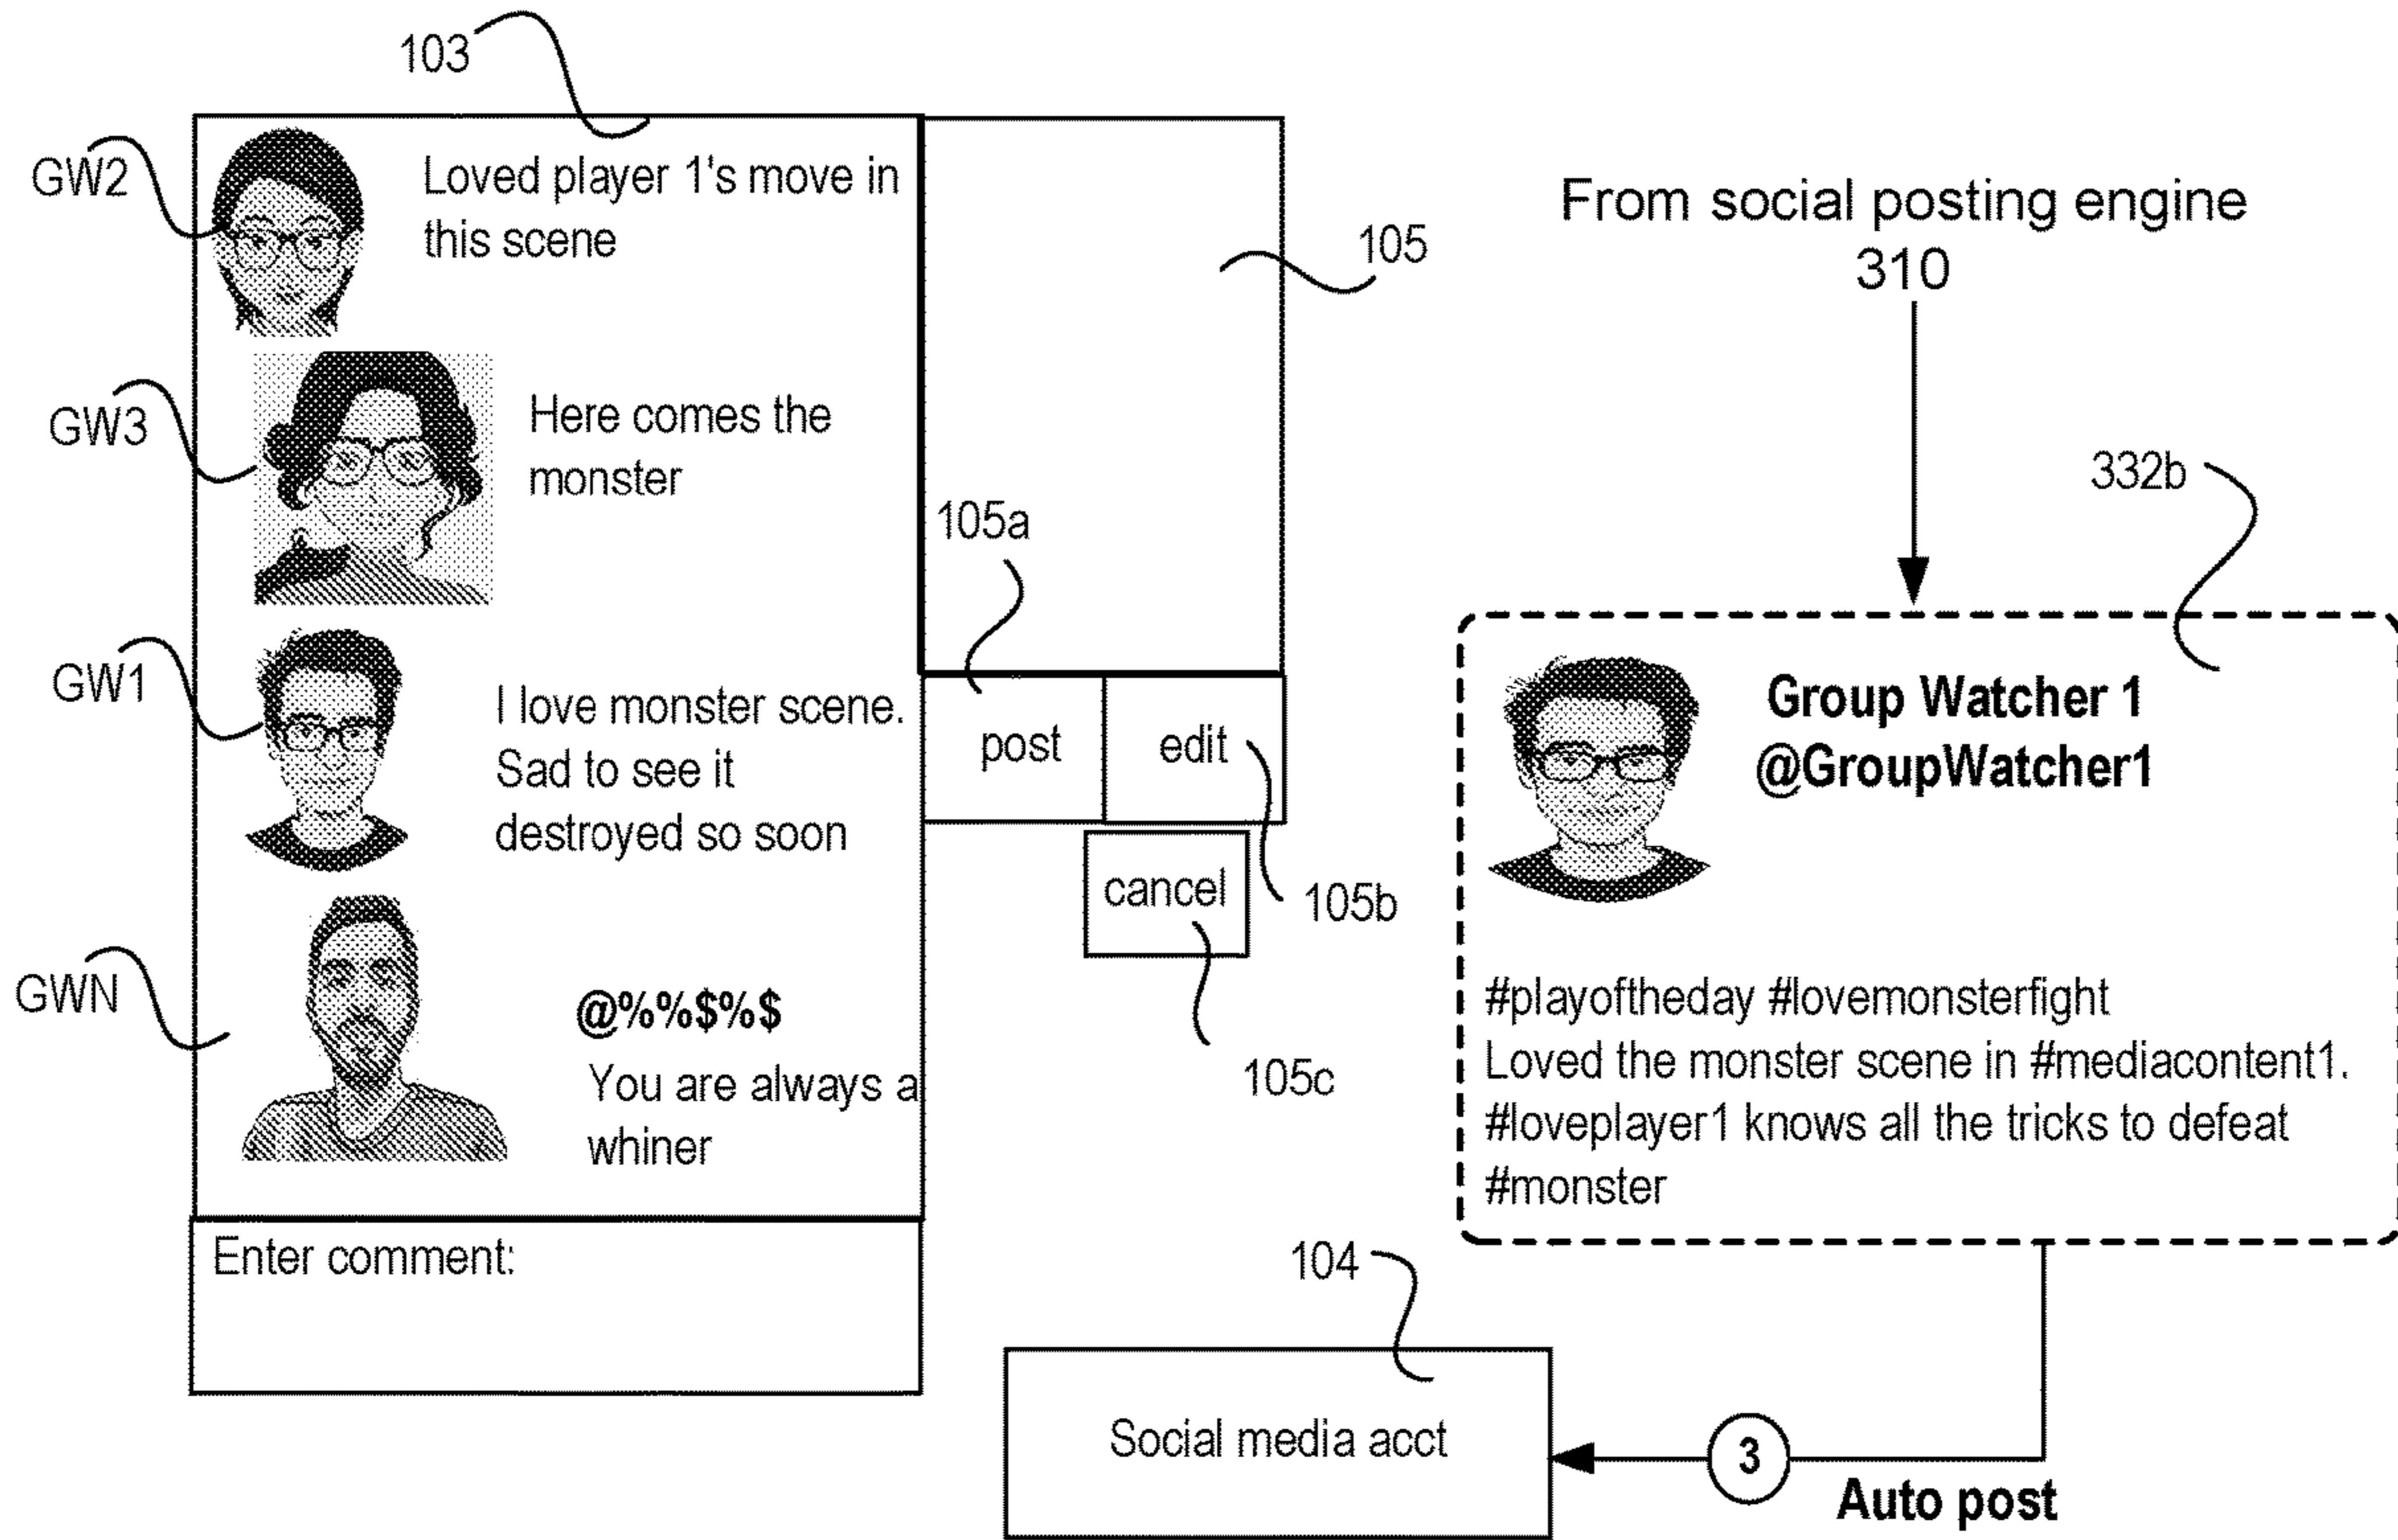 103
GW2
Loved player 1's move in
this scene
GW3
Here comes the
monster
GW1
I love monster scene.
Sad to see it
destroyed so soon
GWN
@%%$%$
You are always a
whiner
Enter comment:
105
105a
post
edit
cancel
105b
105c
From social posting engine
310
332b
Group Watcher 1
@GroupWatcher1
#playoftheday #lovemonsterfight
Loved the monster scene in #mediacontent1.
#loveplayer1 knows all the tricks to defeat
#monster
104
Social media acct
3
Auto post